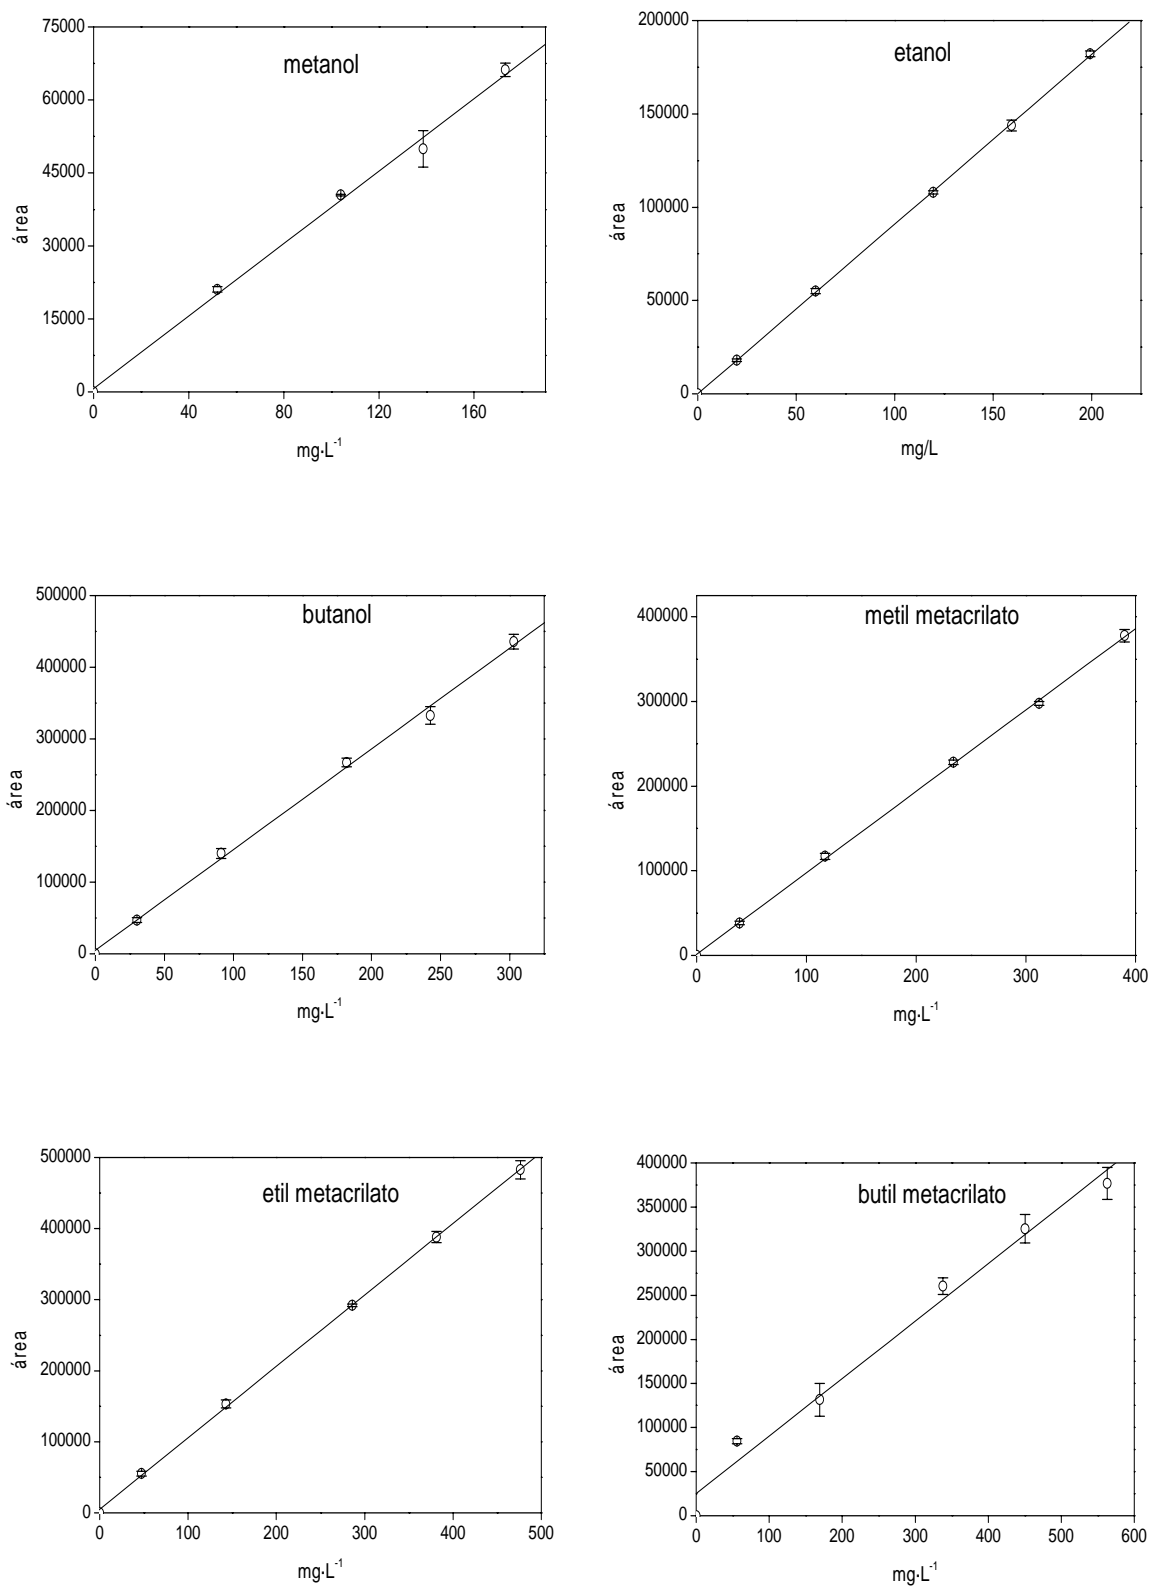 metanol
75000
60000
45000
30000
15000
0
área
0 40 80 120 160
mg·L-1
etanol
200000
150000
100000
50000
0
área
0 50 100 150 200
mg/L
butanol
500000
400000
300000
200000
100000
0
área
0 50 100 150 200 250 300
mg·L-1
metil metacrilato
400000
300000
200000
100000
0
área
0 100 200 300 400
mg·L-1
etil metacrilato
500000
400000
300000
200000
100000
0
área
0 100 200 300 400 500
mg·L-1
butil metacrilato
400000
350000
300000
250000
200000
150000
100000
50000
0
área
0 100 200 300 400 500 600
mg·L-1